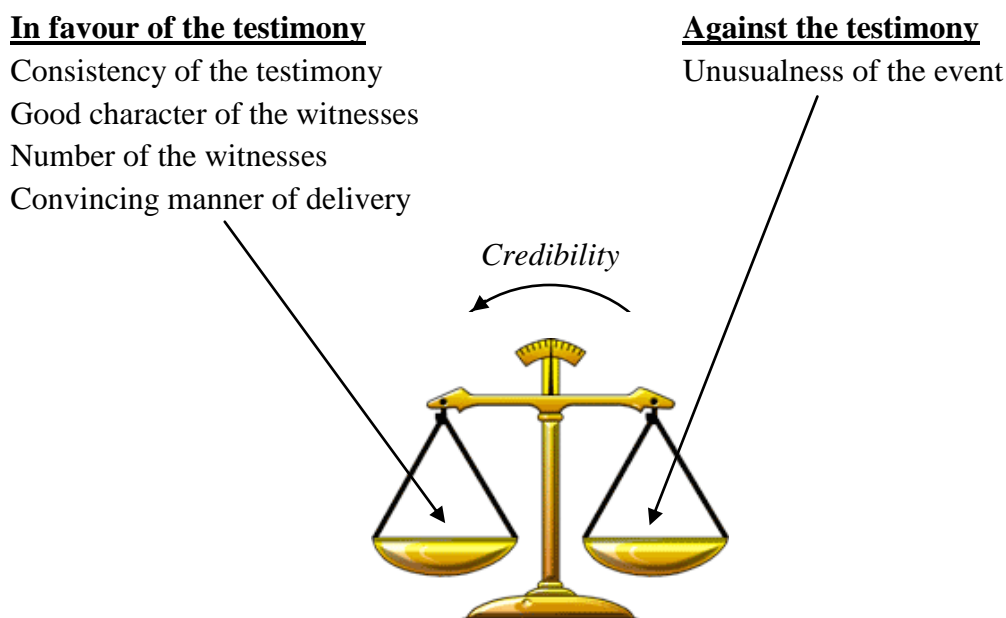 In favour of the testimony
Consistency of the testimony
Good character of the witnesses
Number of the witnesses
Convincing manner of delivery
Against the testimony
Unusualness of the event
Credibility